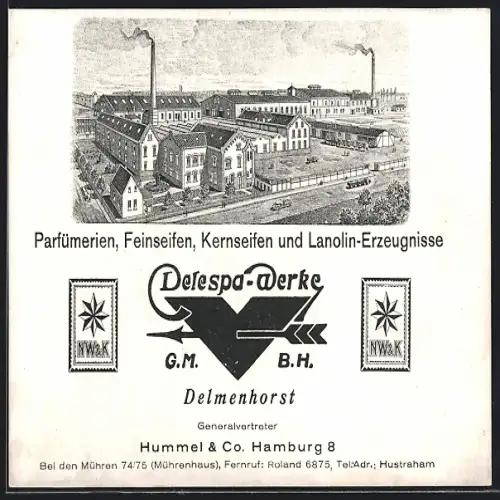 Parfümerien, Feinseifen, Kernseifen und Lanolin-Erzeugnisse
Delespa-Werke
G.M. B.H.
NW&K
NW&K
Delmenhorst
Generalvertreter
Hummel & Co. Hamburg 8
Bei den Mühren 74/75 (Mührenhaus), Fernruf: Roland 6875, Tel.Adr.; Hustraham